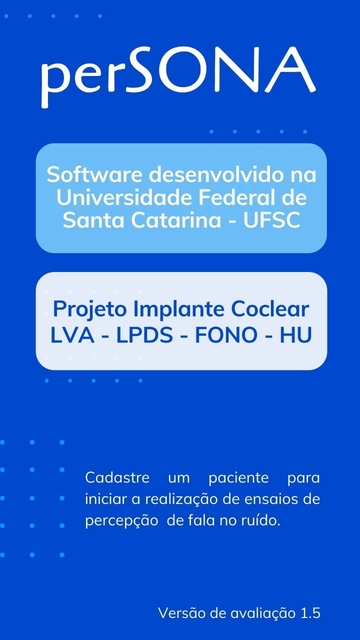 perSONA
Software desenvolvido na
Universidade Federal de
Santa Catarina - UFSC
Projeto Implante Coclear
LVA - LPDS - FONO - HU
Cadastre um paciente para
iniciar a realização de ensaios de
percepção de fala no ruído.
Versão de avaliação 1.5